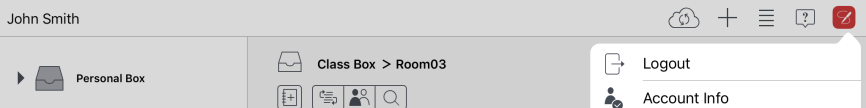 John Smith
Personal Box
Class Box > Room03
Logout
Account Info